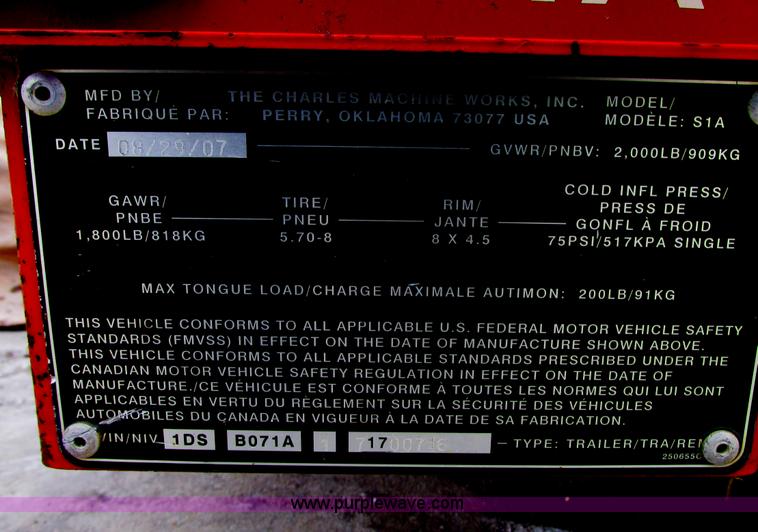 MFD BY/ THE CHARLES MACHINE WORKS, INC. MODEL/
FABRIQUÉ PAR: PERRY, OKLAHOMA 73077 USA MODÈLE: S1A
DATE 08/29/07 GVWR/PNBV: 2,000LB/909KG
GAWR/ TIRE/ RIM/ COLD INFL PRESS/
PNBE PNEU JANTE PRESS DE
GONFL À FROID
1,800LB/818KG 5.70-8 8 X 4.5 75PSI/517KPA SINGLE
MAX TONGUE LOAD/CHARGE MAXIMALE AUTIMON: 200LB/91KG
THIS VEHICLE CONFORMS TO ALL APPLICABLE U.S. FEDERAL MOTOR VEHICLE SAFETY
STANDARDS (FMVSS) IN EFFECT ON THE DATE OF MANUFACTURE SHOWN ABOVE.
THIS VEHICLE CONFORMS TO ALL APPLICABLE STANDARDS PRESCRIBED UNDER THE
CANADIAN MOTOR VEHICLE SAFETY REGULATION IN EFFECT ON THE DATE OF
MANUFACTURE./CE VÉHICULE EST CONFORME À TOUTES LES NORMES QUI LUI SONT
APPLICABLES EN VERTU DU RÈGLEMENT SUR LA SÉCURITÉ DES VÉHICULES
AUTOMOBILES DU CANADA EN VIGUEUR À LA DATE DE SA FABRICATION.
VIN/NIV 1DS B071A 17 TYPE: TRAILER/TRA/REM
250655C
www.purplewave.com